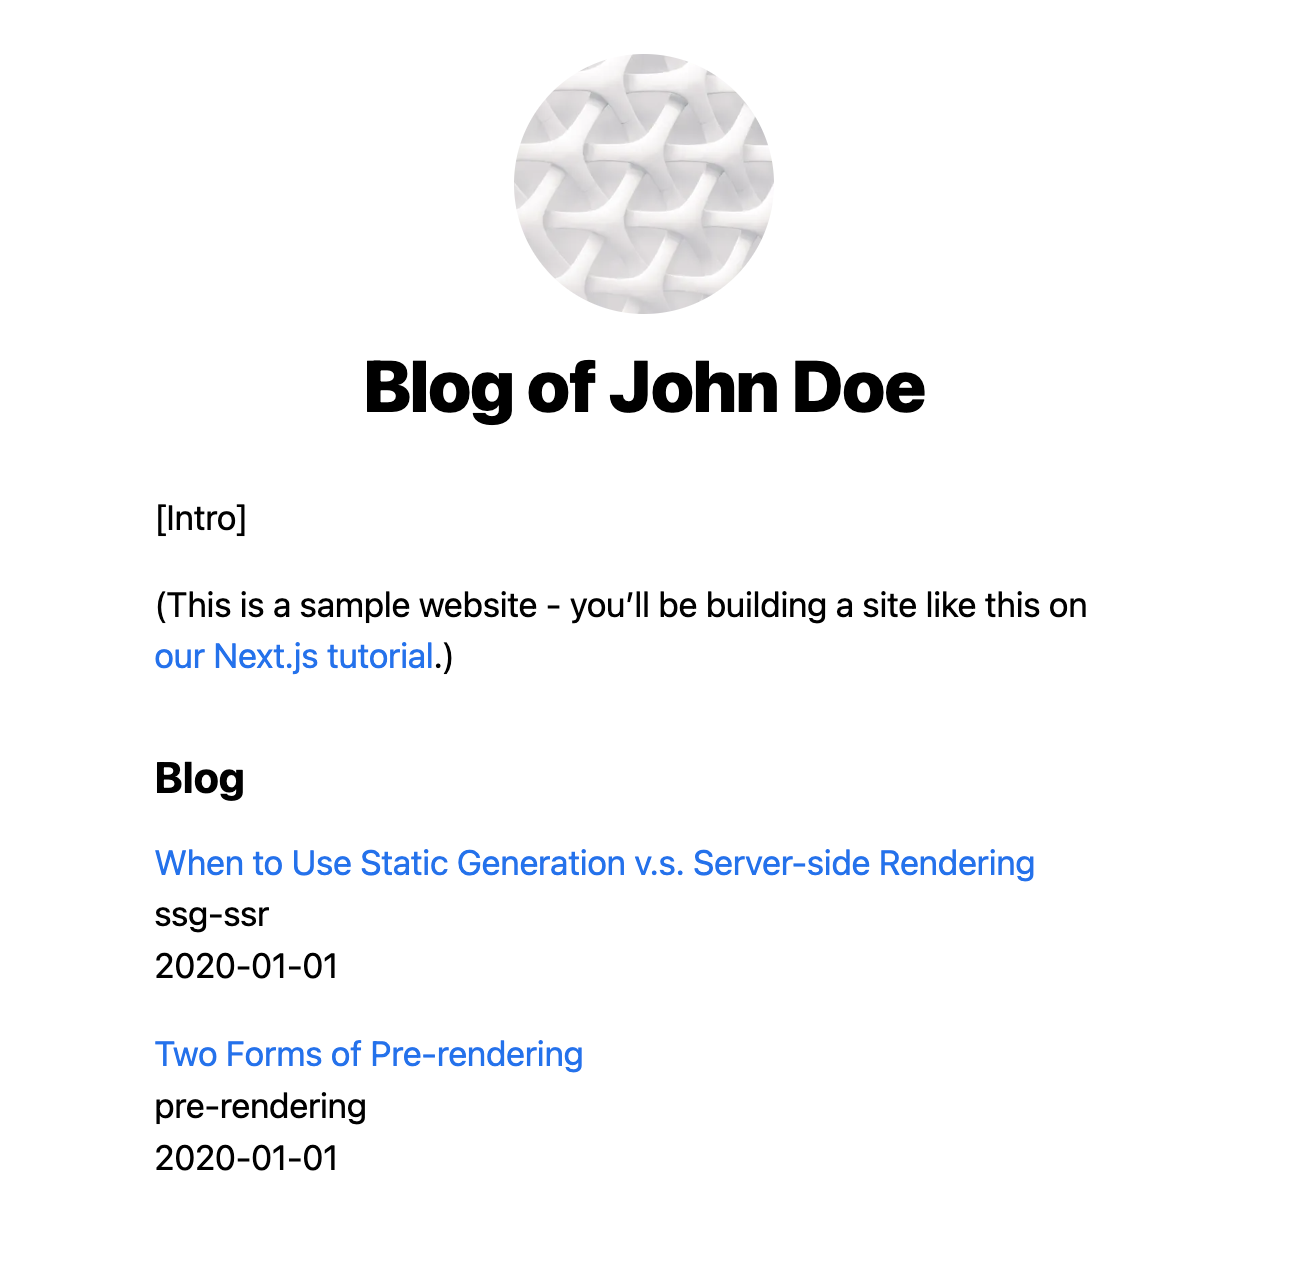 Blog of John Doe
[Intro]
(This is a sample website - you’ll be building a site like this on
our Next.js tutorial.)
Blog
When to Use Static Generation v.s. Server-side Rendering
ssg-ssr
2020-01-01
Two Forms of Pre-rendering
pre-rendering
2020-01-01